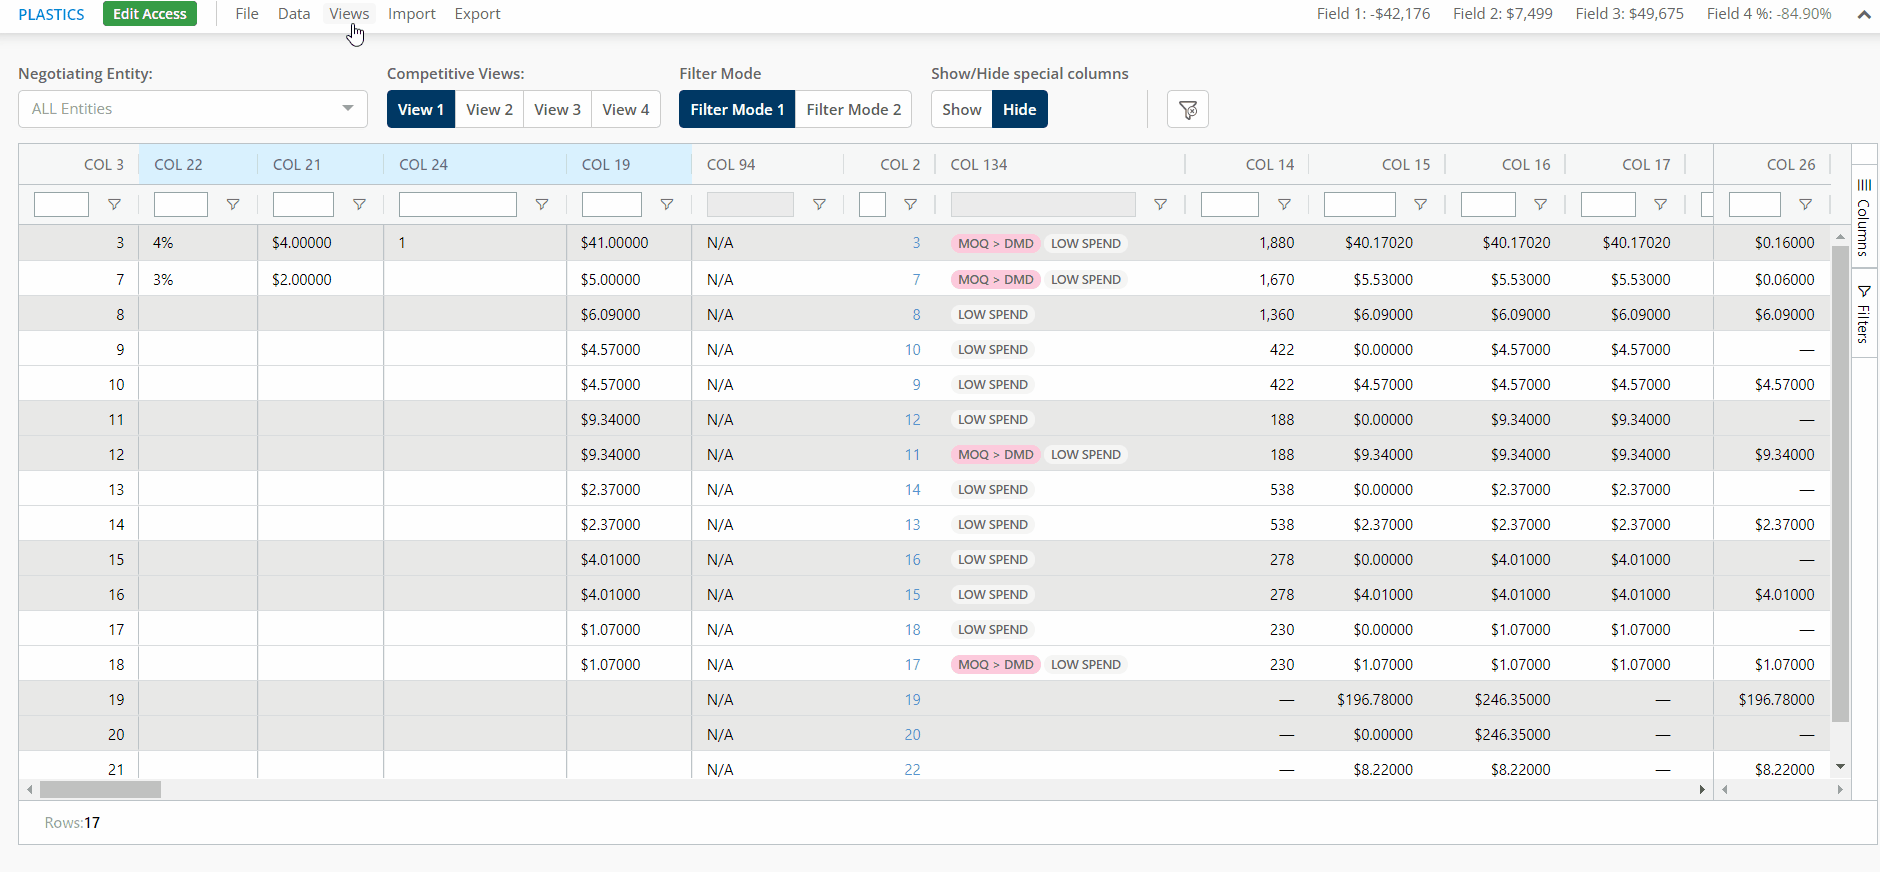 PLASTICS Edit Access File Data Views Import Export Field 1: -$42,176 Field 2: $7,499 Field 3: $49,675 Field 4 %: -84.90%
Negotiating Entity: Competitive Views: Filter Mode Show/Hide special columns
ALL Entities View 1 View 2 View 3 View 4 Filter Mode 1 Filter Mode 2 Show Hide
COL 3 COL 22 COL 21 COL 24 COL 19 COL 94 COL 2 COL 134 COL 14 COL 15 COL 16 COL 17 COL 26
Columns
Filters
3 4% $4.00000 1 $41.00000 N/A 3 MOQ > DMD LOW SPEND 1,880 $40.17020 $40.17020 $40.17020 $0.16000
7 3% $2.00000 $5.00000 N/A 7 MOQ > DMD LOW SPEND 1,670 $5.53000 $5.53000 $5.53000 $0.06000
8 $6.09000 N/A 8 LOW SPEND 1,360 $6.09000 $6.09000 $6.09000 $6.09000
9 $4.57000 N/A 10 LOW SPEND 422 $0.00000 $4.57000 $4.57000 —
10 $4.57000 N/A 9 LOW SPEND 422 $4.57000 $4.57000 $4.57000 $4.57000
11 $9.34000 N/A 12 LOW SPEND 188 $0.00000 $9.34000 $9.34000 —
12 $9.34000 N/A 11 MOQ > DMD LOW SPEND 188 $9.34000 $9.34000 $9.34000 $9.34000
13 $2.37000 N/A 14 LOW SPEND 538 $0.00000 $2.37000 $2.37000 —
14 $2.37000 N/A 13 LOW SPEND 538 $2.37000 $2.37000 $2.37000 $2.37000
15 $4.01000 N/A 16 LOW SPEND 278 $0.00000 $4.01000 $4.01000 —
16 $4.01000 N/A 15 LOW SPEND 278 $4.01000 $4.01000 $4.01000 $4.01000
17 $1.07000 N/A 18 LOW SPEND 230 $0.00000 $1.07000 $1.07000 —
18 $1.07000 N/A 17 MOQ > DMD LOW SPEND 230 $1.07000 $1.07000 $1.07000 $1.07000
19 N/A 19 — $196.78000 $246.35000 — $196.78000
20 N/A 20 — $0.00000 $246.35000 — —
21 N/A 22 — $8.22000 $8.22000 — $8.22000
Rows:17